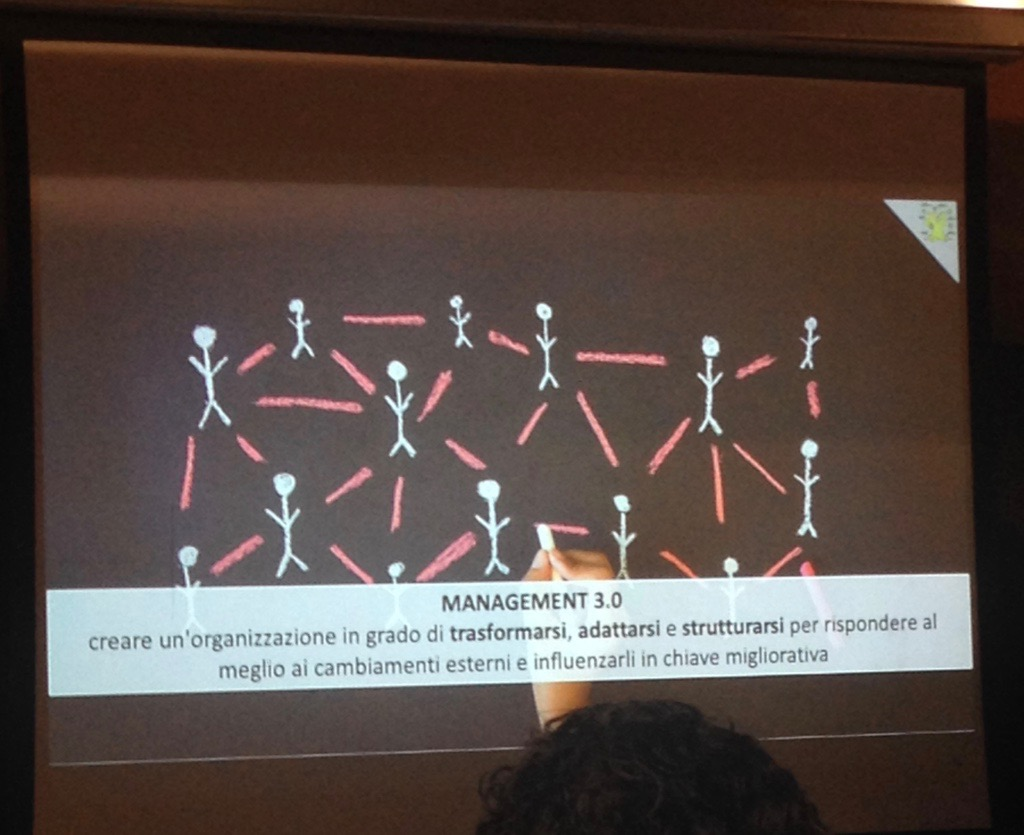 MANAGEMENT 3.0
creare un'organizzazione in grado di trasformarsi, adattarsi e strutturarsi per rispondere al
meglio ai cambiamenti esterni e influenzarli in chiave migliorativa